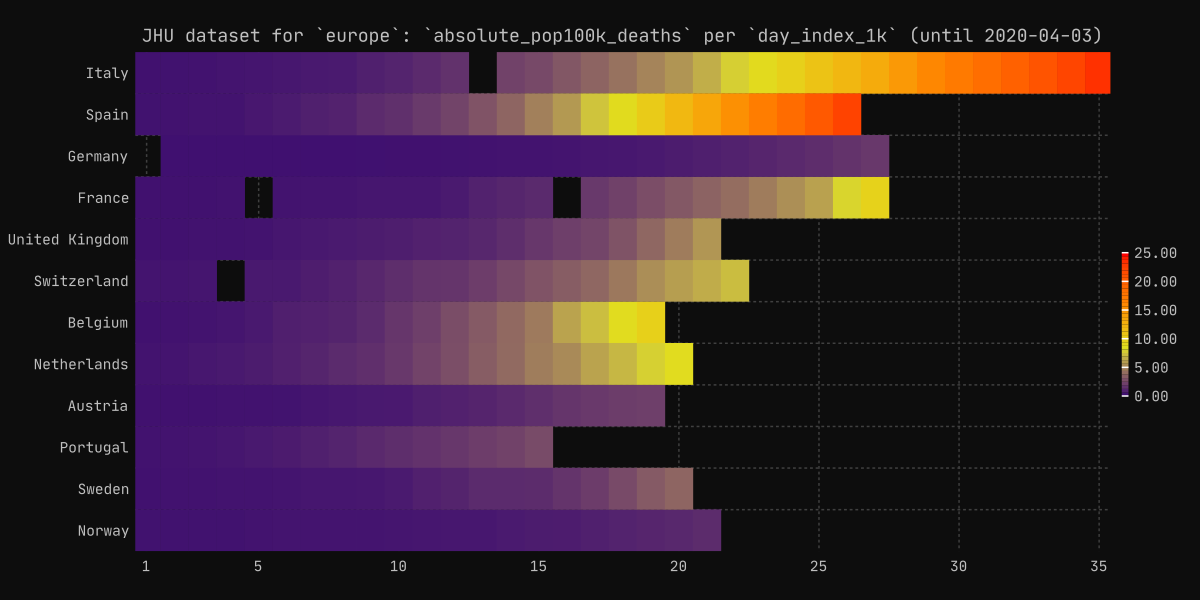 JHU dataset for `europe`: `absolute_pop100k_deaths` per `day_index_1k` (until 2020-04-03)
Italy
Spain
Germany
France
United Kingdom
Switzerland
Belgium
Netherlands
Austria
Portugal
Sweden
Norway
1 5 10 15 20 25 30 35
25.00
20.00
15.00
10.00
5.00
0.00